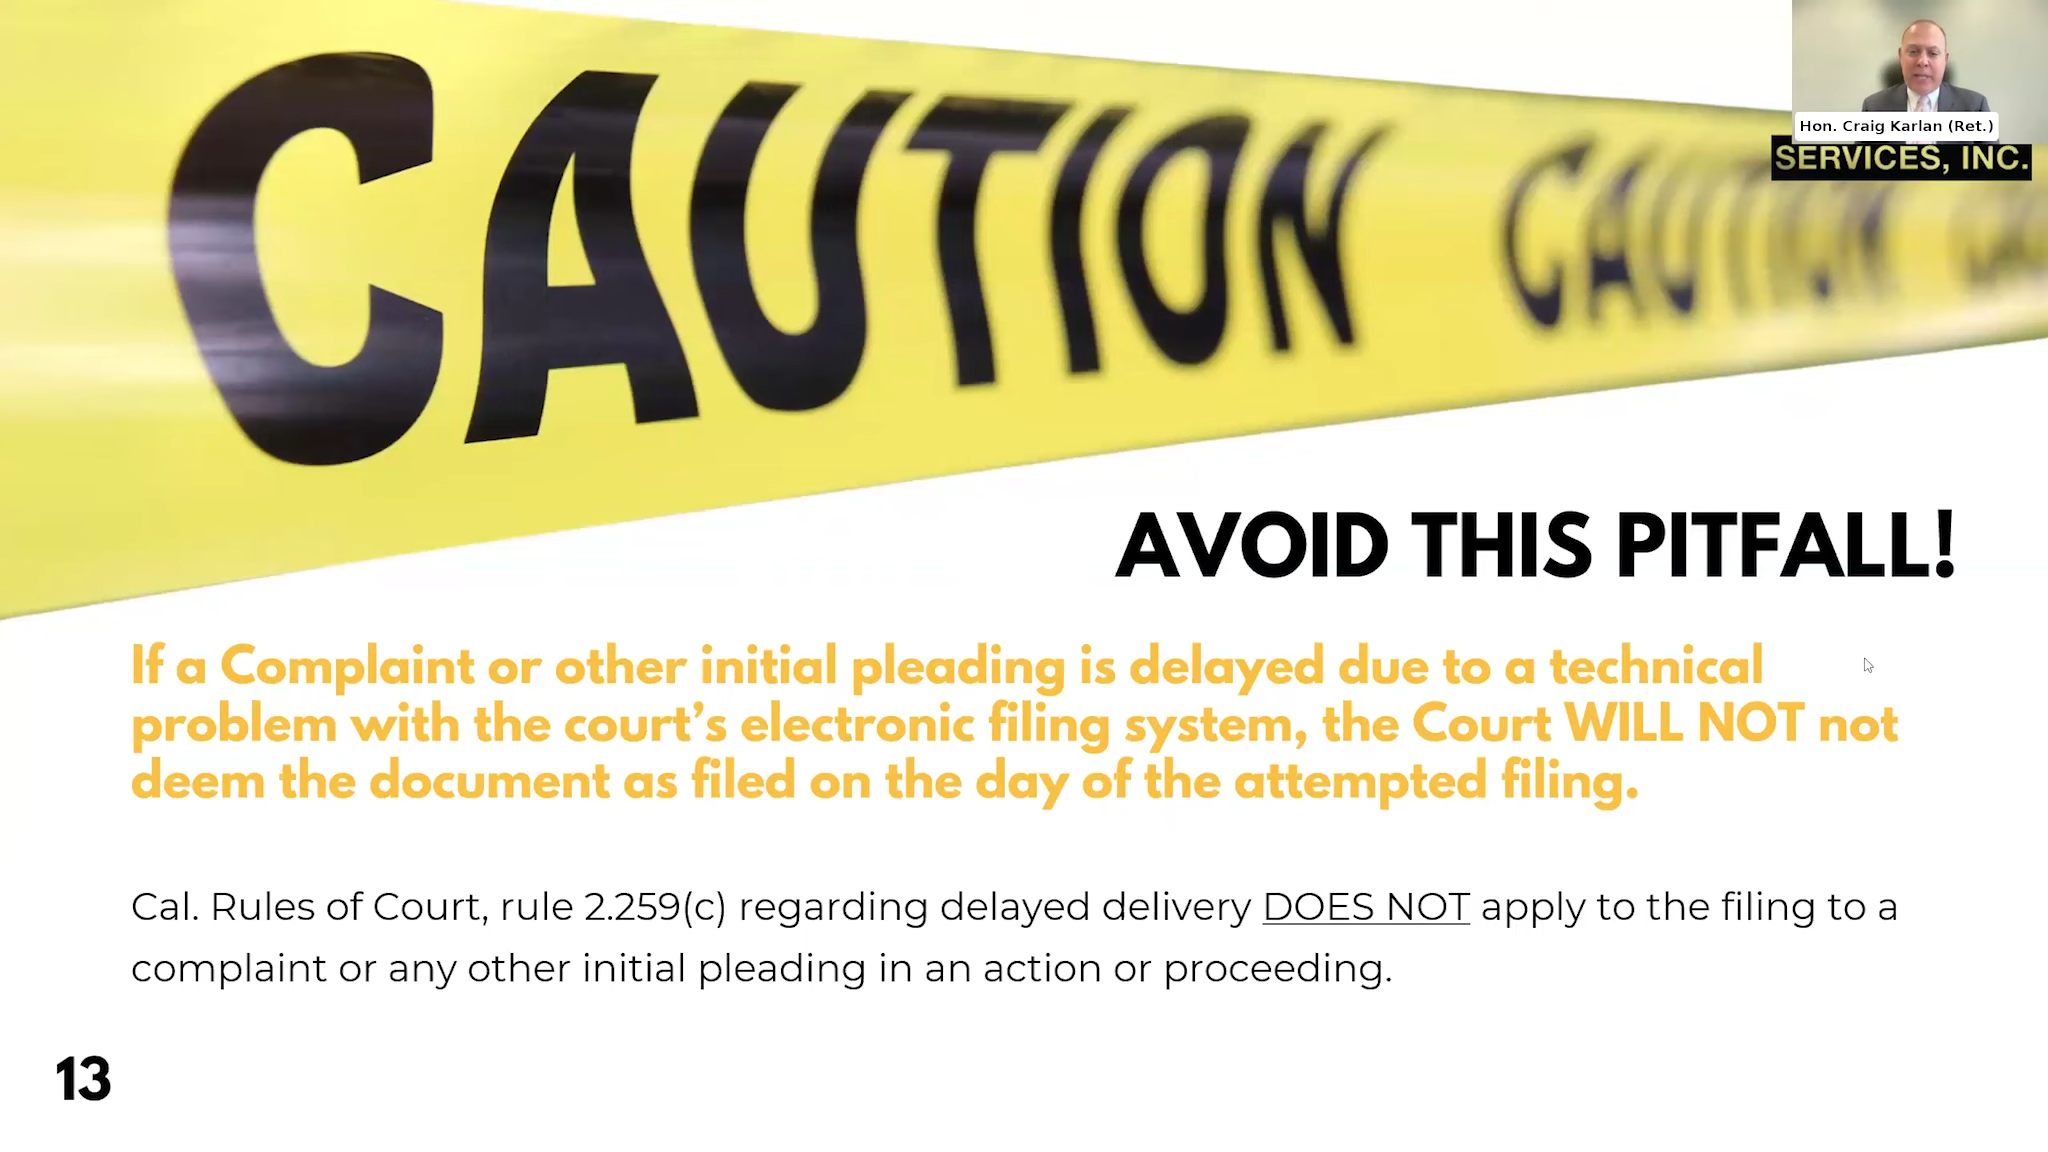 CAUTION CAUTION
Hon. Craig Karlan (Ret.)
SERVICES, INC.
AVOID THIS PITFALL!
If a Complaint or other initial pleading is delayed due to a technical
problem with the court’s electronic filing system, the Court WILL NOT not
deem the document as filed on the day of the attempted filing.
Cal. Rules of Court, rule 2.259(c) regarding delayed delivery DOES NOT apply to the filing to a
complaint or any other initial pleading in an action or proceeding.
13